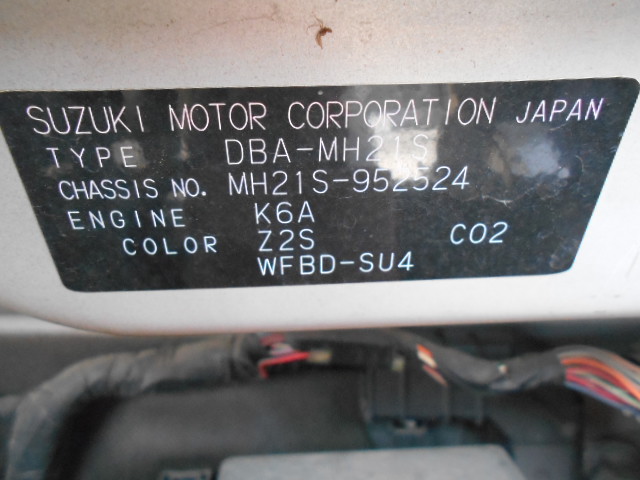 SUZUKI MOTOR CORPORATION JAPAN
TYPE DBA-MH21S
CHASSIS NO. MH21S-952524
ENGINE K6A
COLOR Z2S CO2
WFBD-SU4